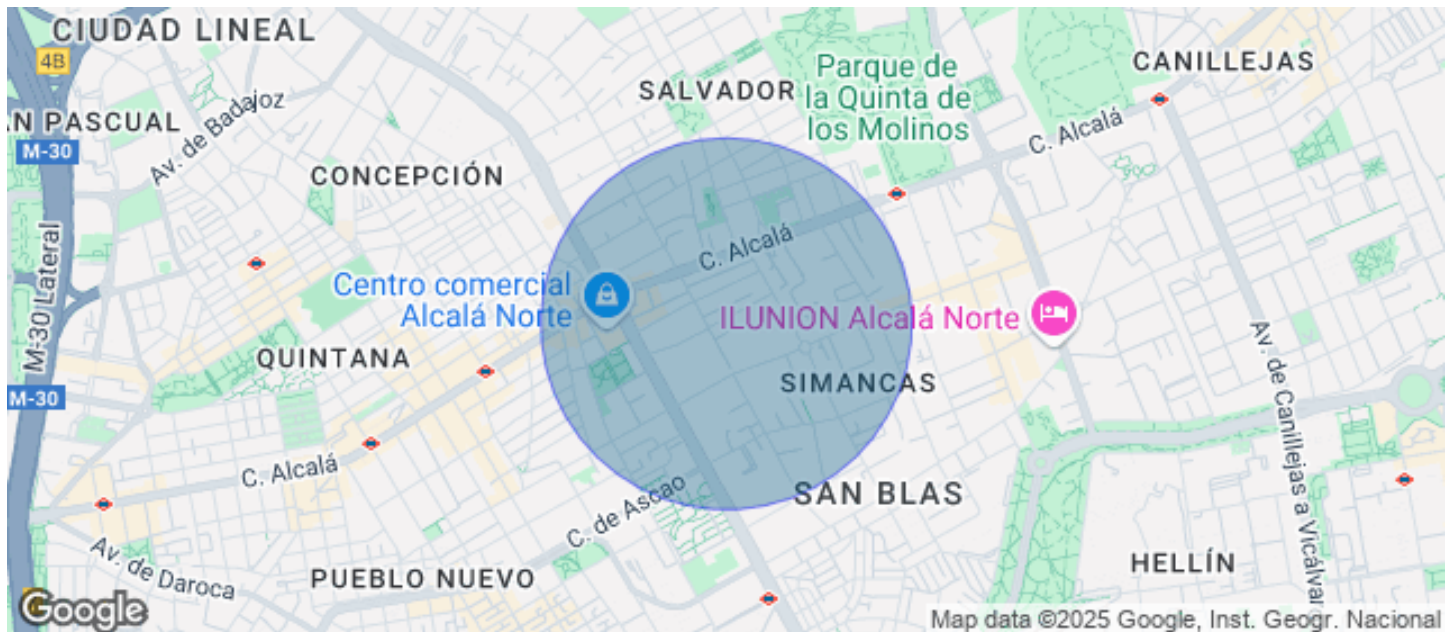 CIUDAD LINEAL
4B
SALVADOR
Parque de
la Quinta de
los Molinos
CANILLEJAS
Av. de Badajoz
N PASCUAL
M-30
CONCEPCIÓN
C. Alcalá
C. Alcalá
M-30 Lateral
Centro comercial
Alcalá Norte
ILUNION Alcalá Norte
QUINTANA
SIMANCAS
Av. de Canillejas a Vicálvar
M-30
C. Alcalá
C. de Ascao
SAN BLAS
Av. de Daroca
PUEBLO NUEVO
HELLÍN
Google
Map data ©2025 Google, Inst. Geogr. Nacional